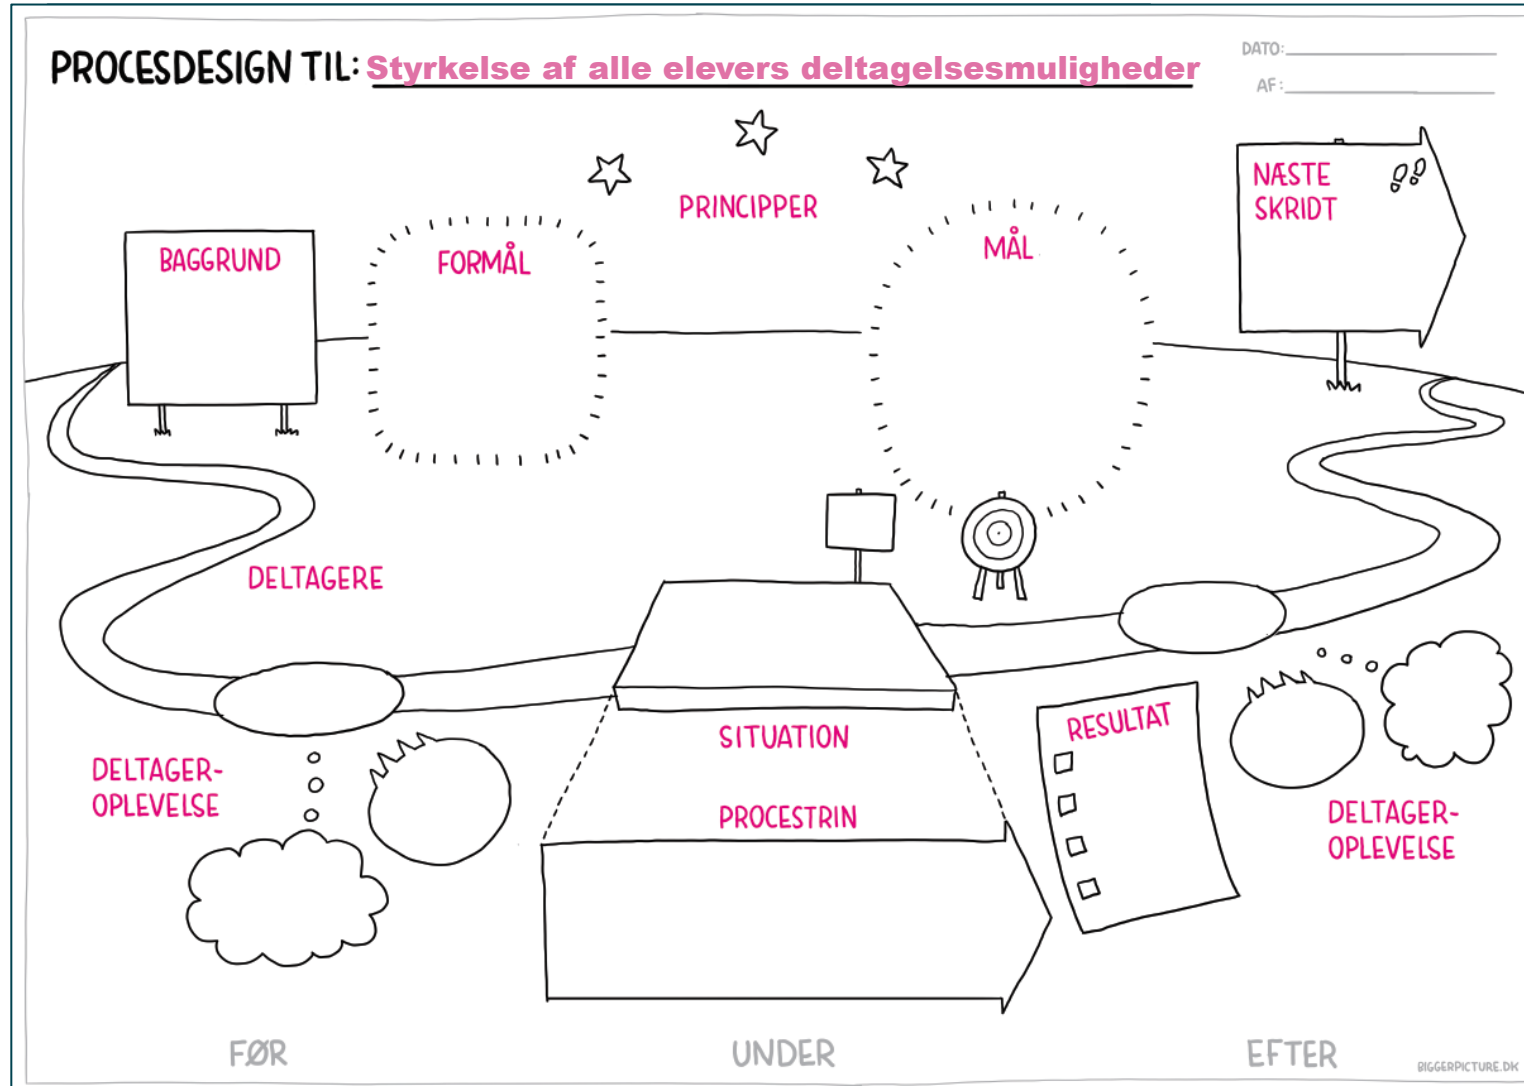 PROCESDESIGN TIL: Styrkelse af alle elevers deltagelsesmuligheder
DATO:
AF:
PRINCIPPER
BAGGRUND
FORMÅL
MÅL
NÆSTE
SKRIDT
DELTAGERE
SITUATION
PROCESTRIN
RESULTAT
DELTAGER-
OPLEVELSE
DELTAGER-
OPLEVELSE
FØR
UNDER
EFTER
BIGGERPICTURE.DK